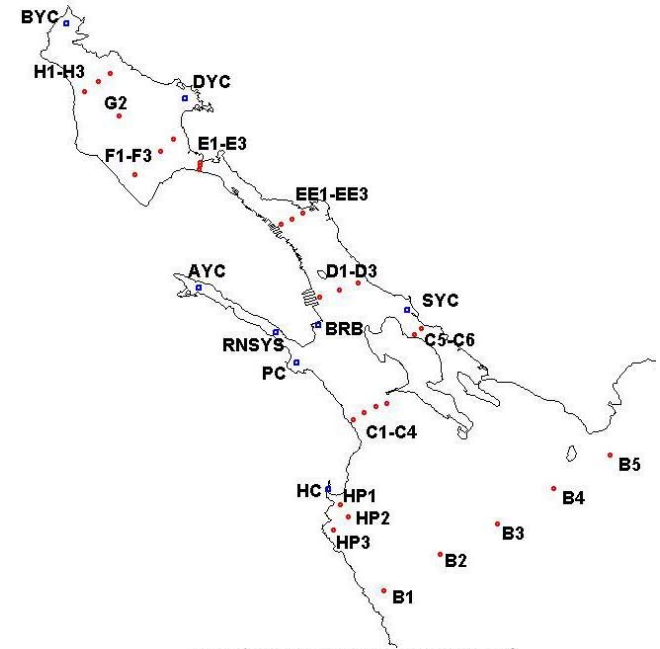 BYC
H1-H3
DYC
G2
E1-E3
F1-F3
EE1-EE3
AYC
D1-D3
SYC
BRB
RNSYS
C5-C6
PC
C1-C4
B5
HC
B4
HP1
HP2
B3
HP3
B2
B1